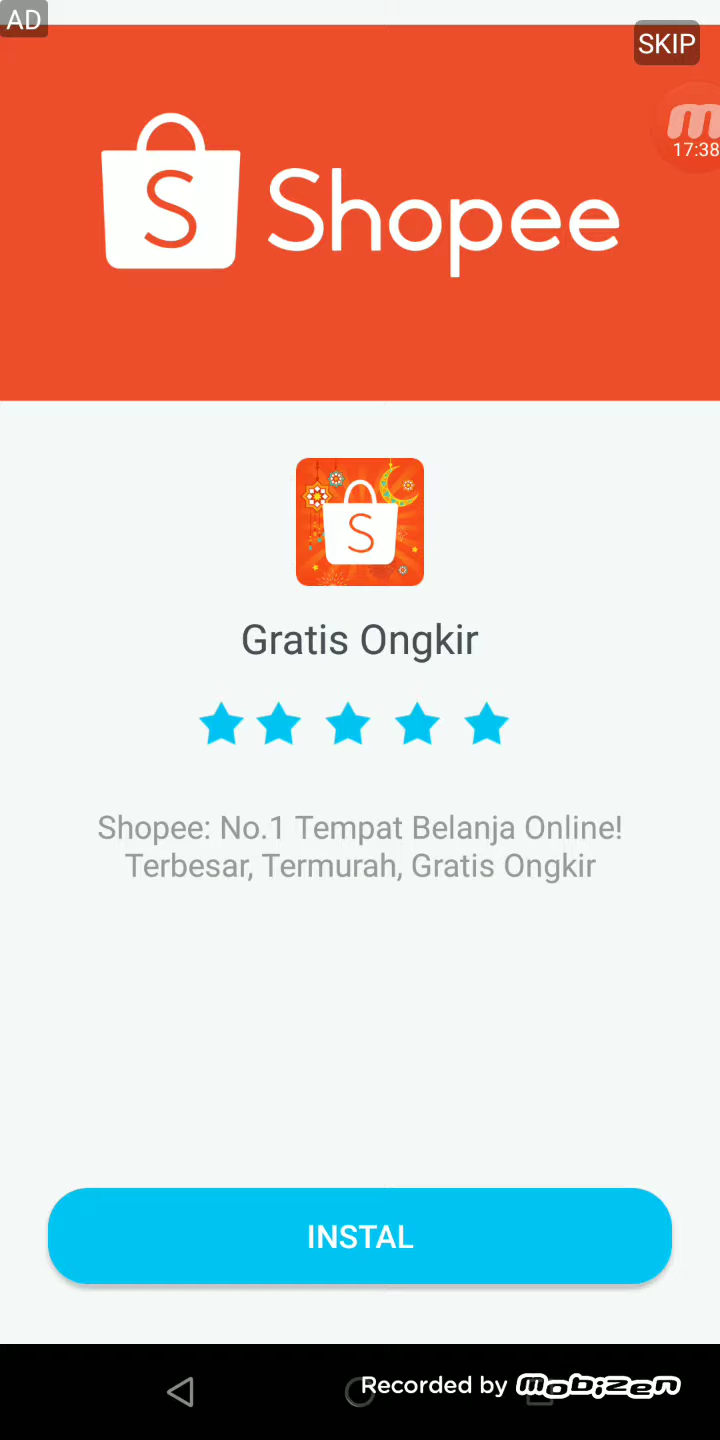 AD
SKIP
17:38
S Shopee
S
Gratis Ongkir
Shopee: No.1 Tempat Belanja Online!
Terbesar, Termurah, Gratis Ongkir
INSTAL
Recorded by mobizen